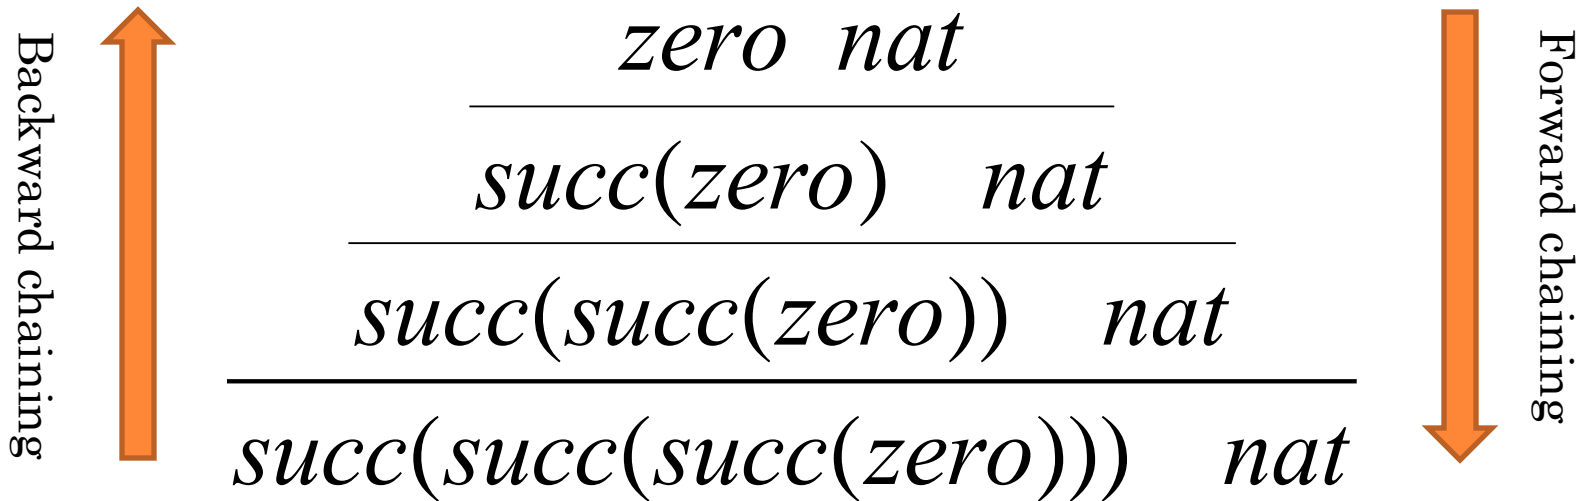 Backward chaining
zero nat
succ(zero) nat
succ(succ(zero)) nat
succ(succ(succ(zero))) nat
Forward chaining